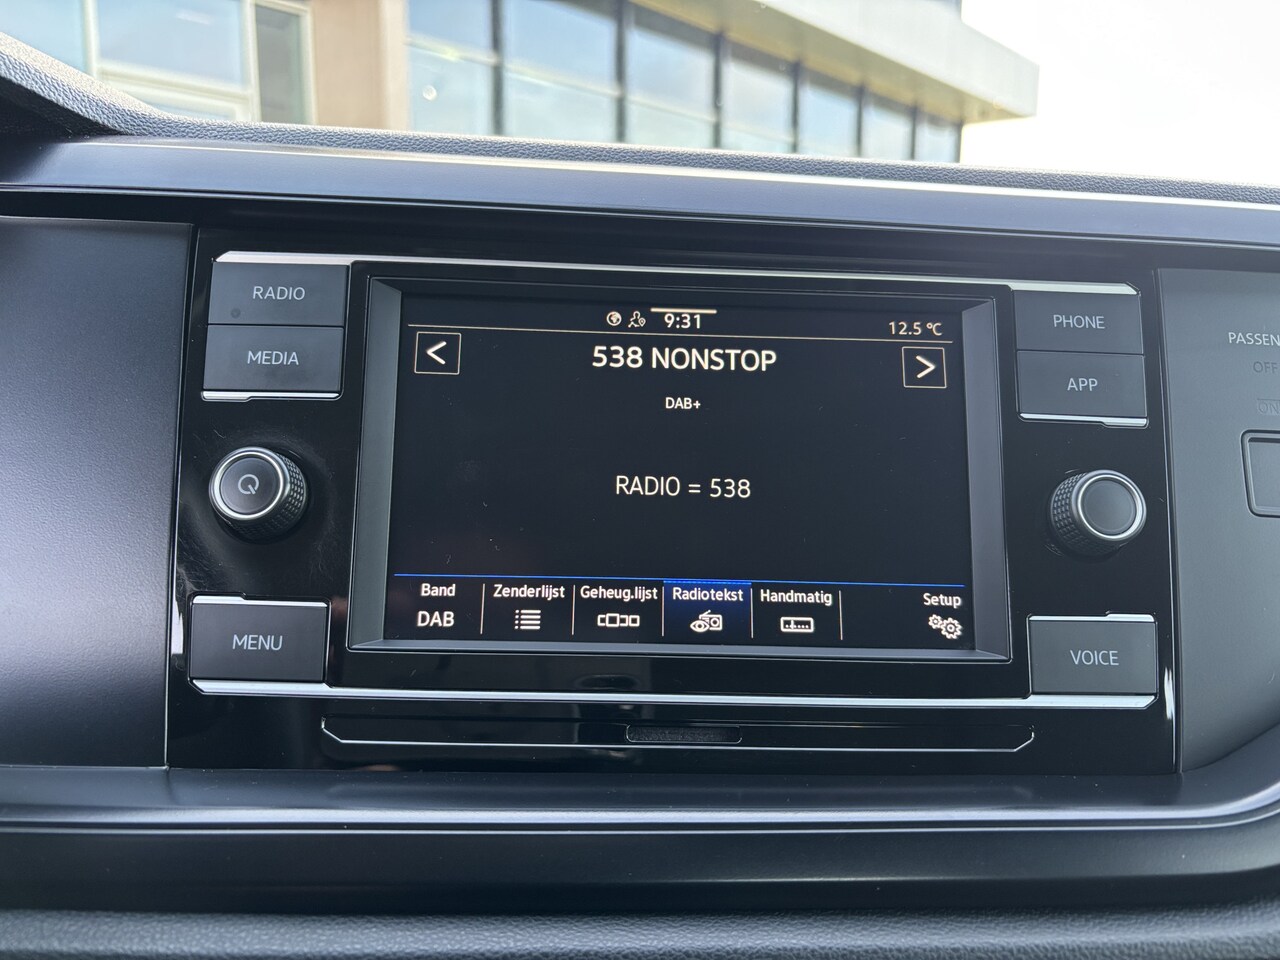 RADIO
MEDIA
MENU
9:31
12.5 °C
<
538 NONSTOP
>
DAB+
RADIO = 538
Band
DAB
Zenderlijst
Geheug.lijst
Radiotekst
Handmatig
Setup
PHONE
APP
VOICE
OFF